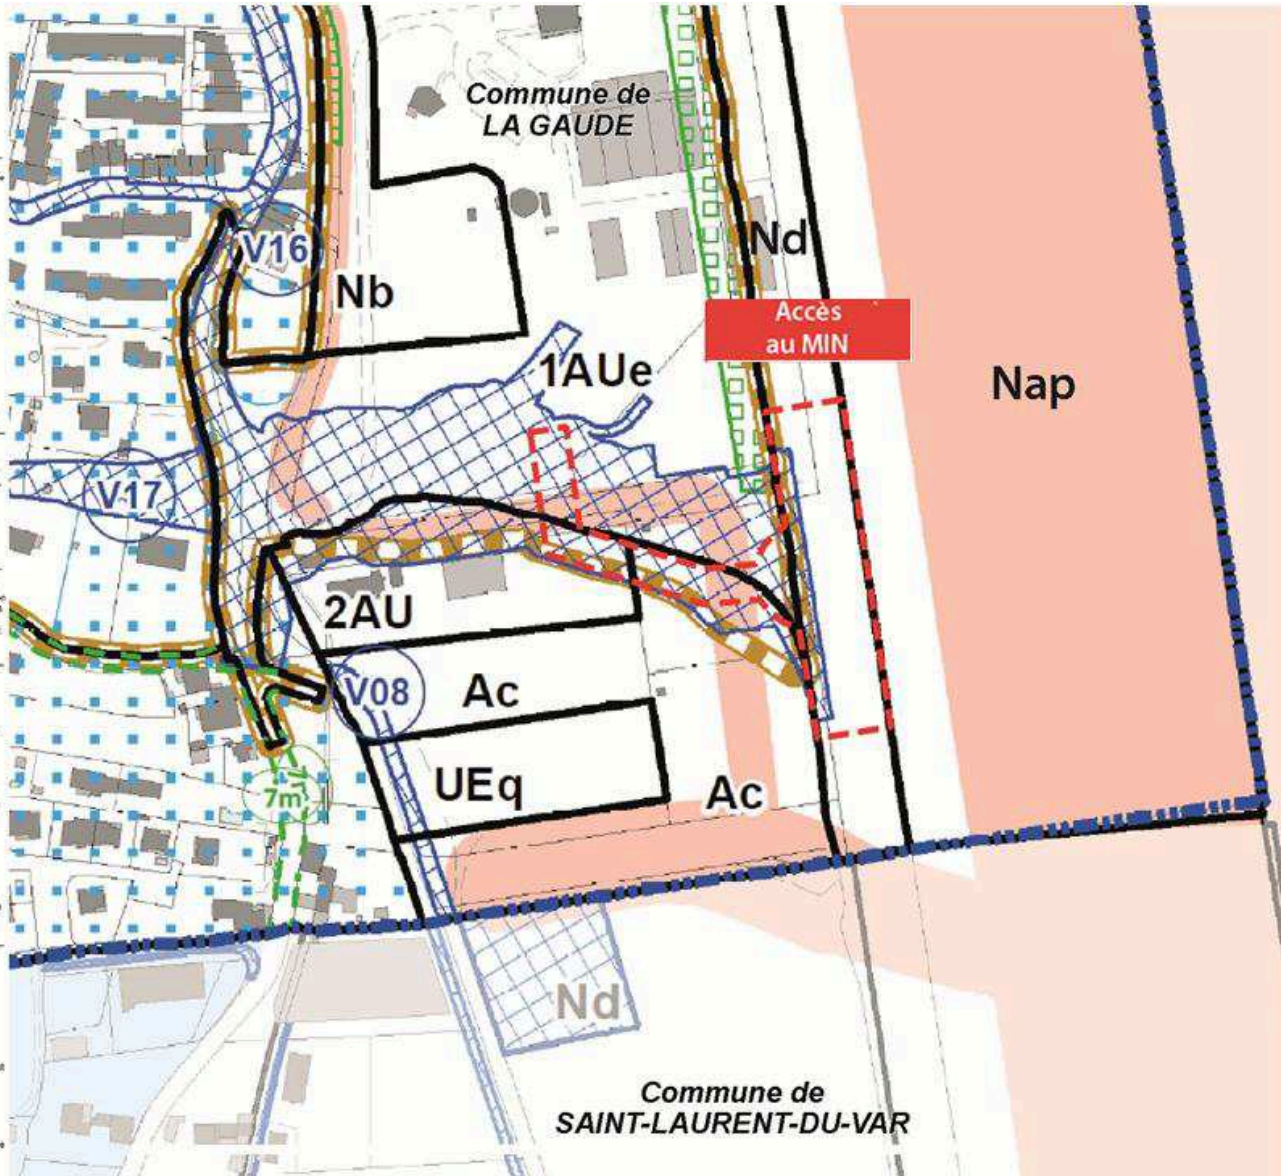 Commune de
LA GAUDE
V16
Nd
Nb
Accès
au MIN
1AUe
Nap
V17
2AU
V08
Ac
UEq
Ac
7m
Nd
Commune de
SAINT-LAURENT-DU-VAR